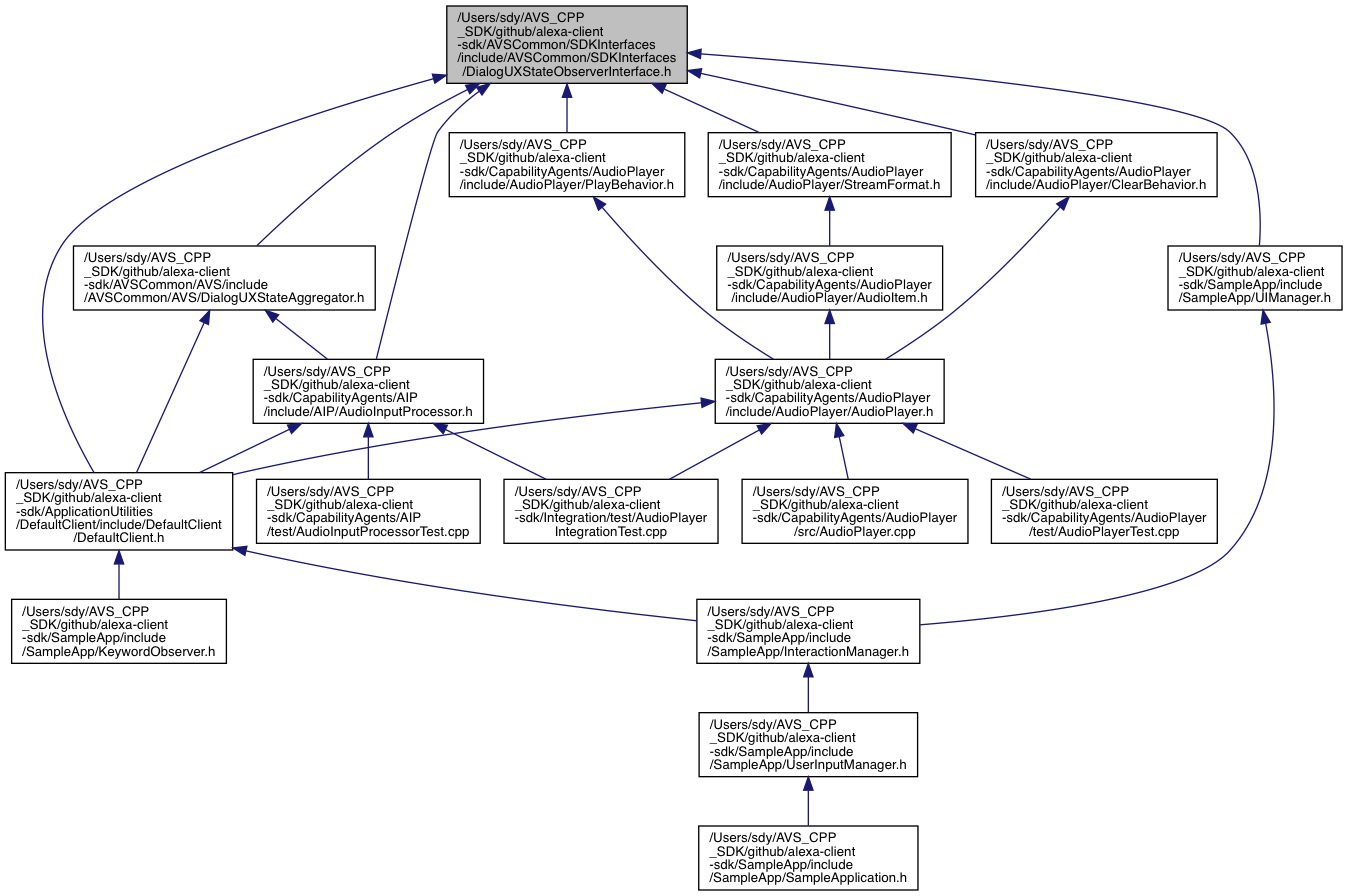 /Users/sdy/AVS_CPP
_SDK/github/alexa-client
-sdk/AVSCommon/SDKInterfaces
/include/AVSCommon/SDKInterfaces
/DialogUXStateObserverInterface.h
/Users/sdy/AVS_CPP
_SDK/github/alexa-client
-sdk/CapabilityAgents/AudioPlayer
/include/AudioPlayer/PlayBehavior.h
/Users/sdy/AVS_CPP
_SDK/github/alexa-client
-sdk/CapabilityAgents/AudioPlayer
/include/AudioPlayer/StreamFormat.h
/Users/sdy/AVS_CPP
_SDK/github/alexa-client
-sdk/CapabilityAgents/AudioPlayer
/include/AudioPlayer/ClearBehavior.h
/Users/sdy/AVS_CPP
_SDK/github/alexa-client
-sdk/AVSCommon/AVS/include
/AVSCommon/AVS/DialogUXStateAggregator.h
/Users/sdy/AVS_CPP
_SDK/github/alexa-client
-sdk/CapabilityAgents/AudioPlayer
/include/AudioPlayer/AudioItem.h
/Users/sdy/AVS_CPP
_SDK/github/alexa-client
-sdk/SampleApp/include
/SampleApp/UIManager.h
/Users/sdy/AVS_CPP
_SDK/github/alexa-client
-sdk/CapabilityAgents/AIP
/include/AIP/AudioInputProcessor.h
/Users/sdy/AVS_CPP
_SDK/github/alexa-client
-sdk/CapabilityAgents/AudioPlayer
/include/AudioPlayer/AudioPlayer.h
/Users/sdy/AVS_CPP
_SDK/github/alexa-client
-sdk/ApplicationUtilities
/DefaultClient/include/DefaultClient
/DefaultClient.h
/Users/sdy/AVS_CPP
_SDK/github/alexa-client
-sdk/CapabilityAgents/AIP
/test/AudioInputProcessorTest.cpp
/Users/sdy/AVS_CPP
_SDK/github/alexa-client
-sdk/Integration/test/AudioPlayer
IntegrationTest.cpp
/Users/sdy/AVS_CPP
_SDK/github/alexa-client
-sdk/CapabilityAgents/AudioPlayer
/src/AudioPlayer.cpp
/Users/sdy/AVS_CPP
_SDK/github/alexa-client
-sdk/CapabilityAgents/AudioPlayer
/test/AudioPlayerTest.cpp
/Users/sdy/AVS_CPP
_SDK/github/alexa-client
-sdk/SampleApp/include
/SampleApp/KeywordObserver.h
/Users/sdy/AVS_CPP
_SDK/github/alexa-client
-sdk/SampleApp/include
/SampleApp/InteractionManager.h
/Users/sdy/AVS_CPP
_SDK/github/alexa-client
-sdk/SampleApp/include
/SampleApp/UserInputManager.h
/Users/sdy/AVS_CPP
_SDK/github/alexa-client
-sdk/SampleApp/include
/SampleApp/SampleApplication.h